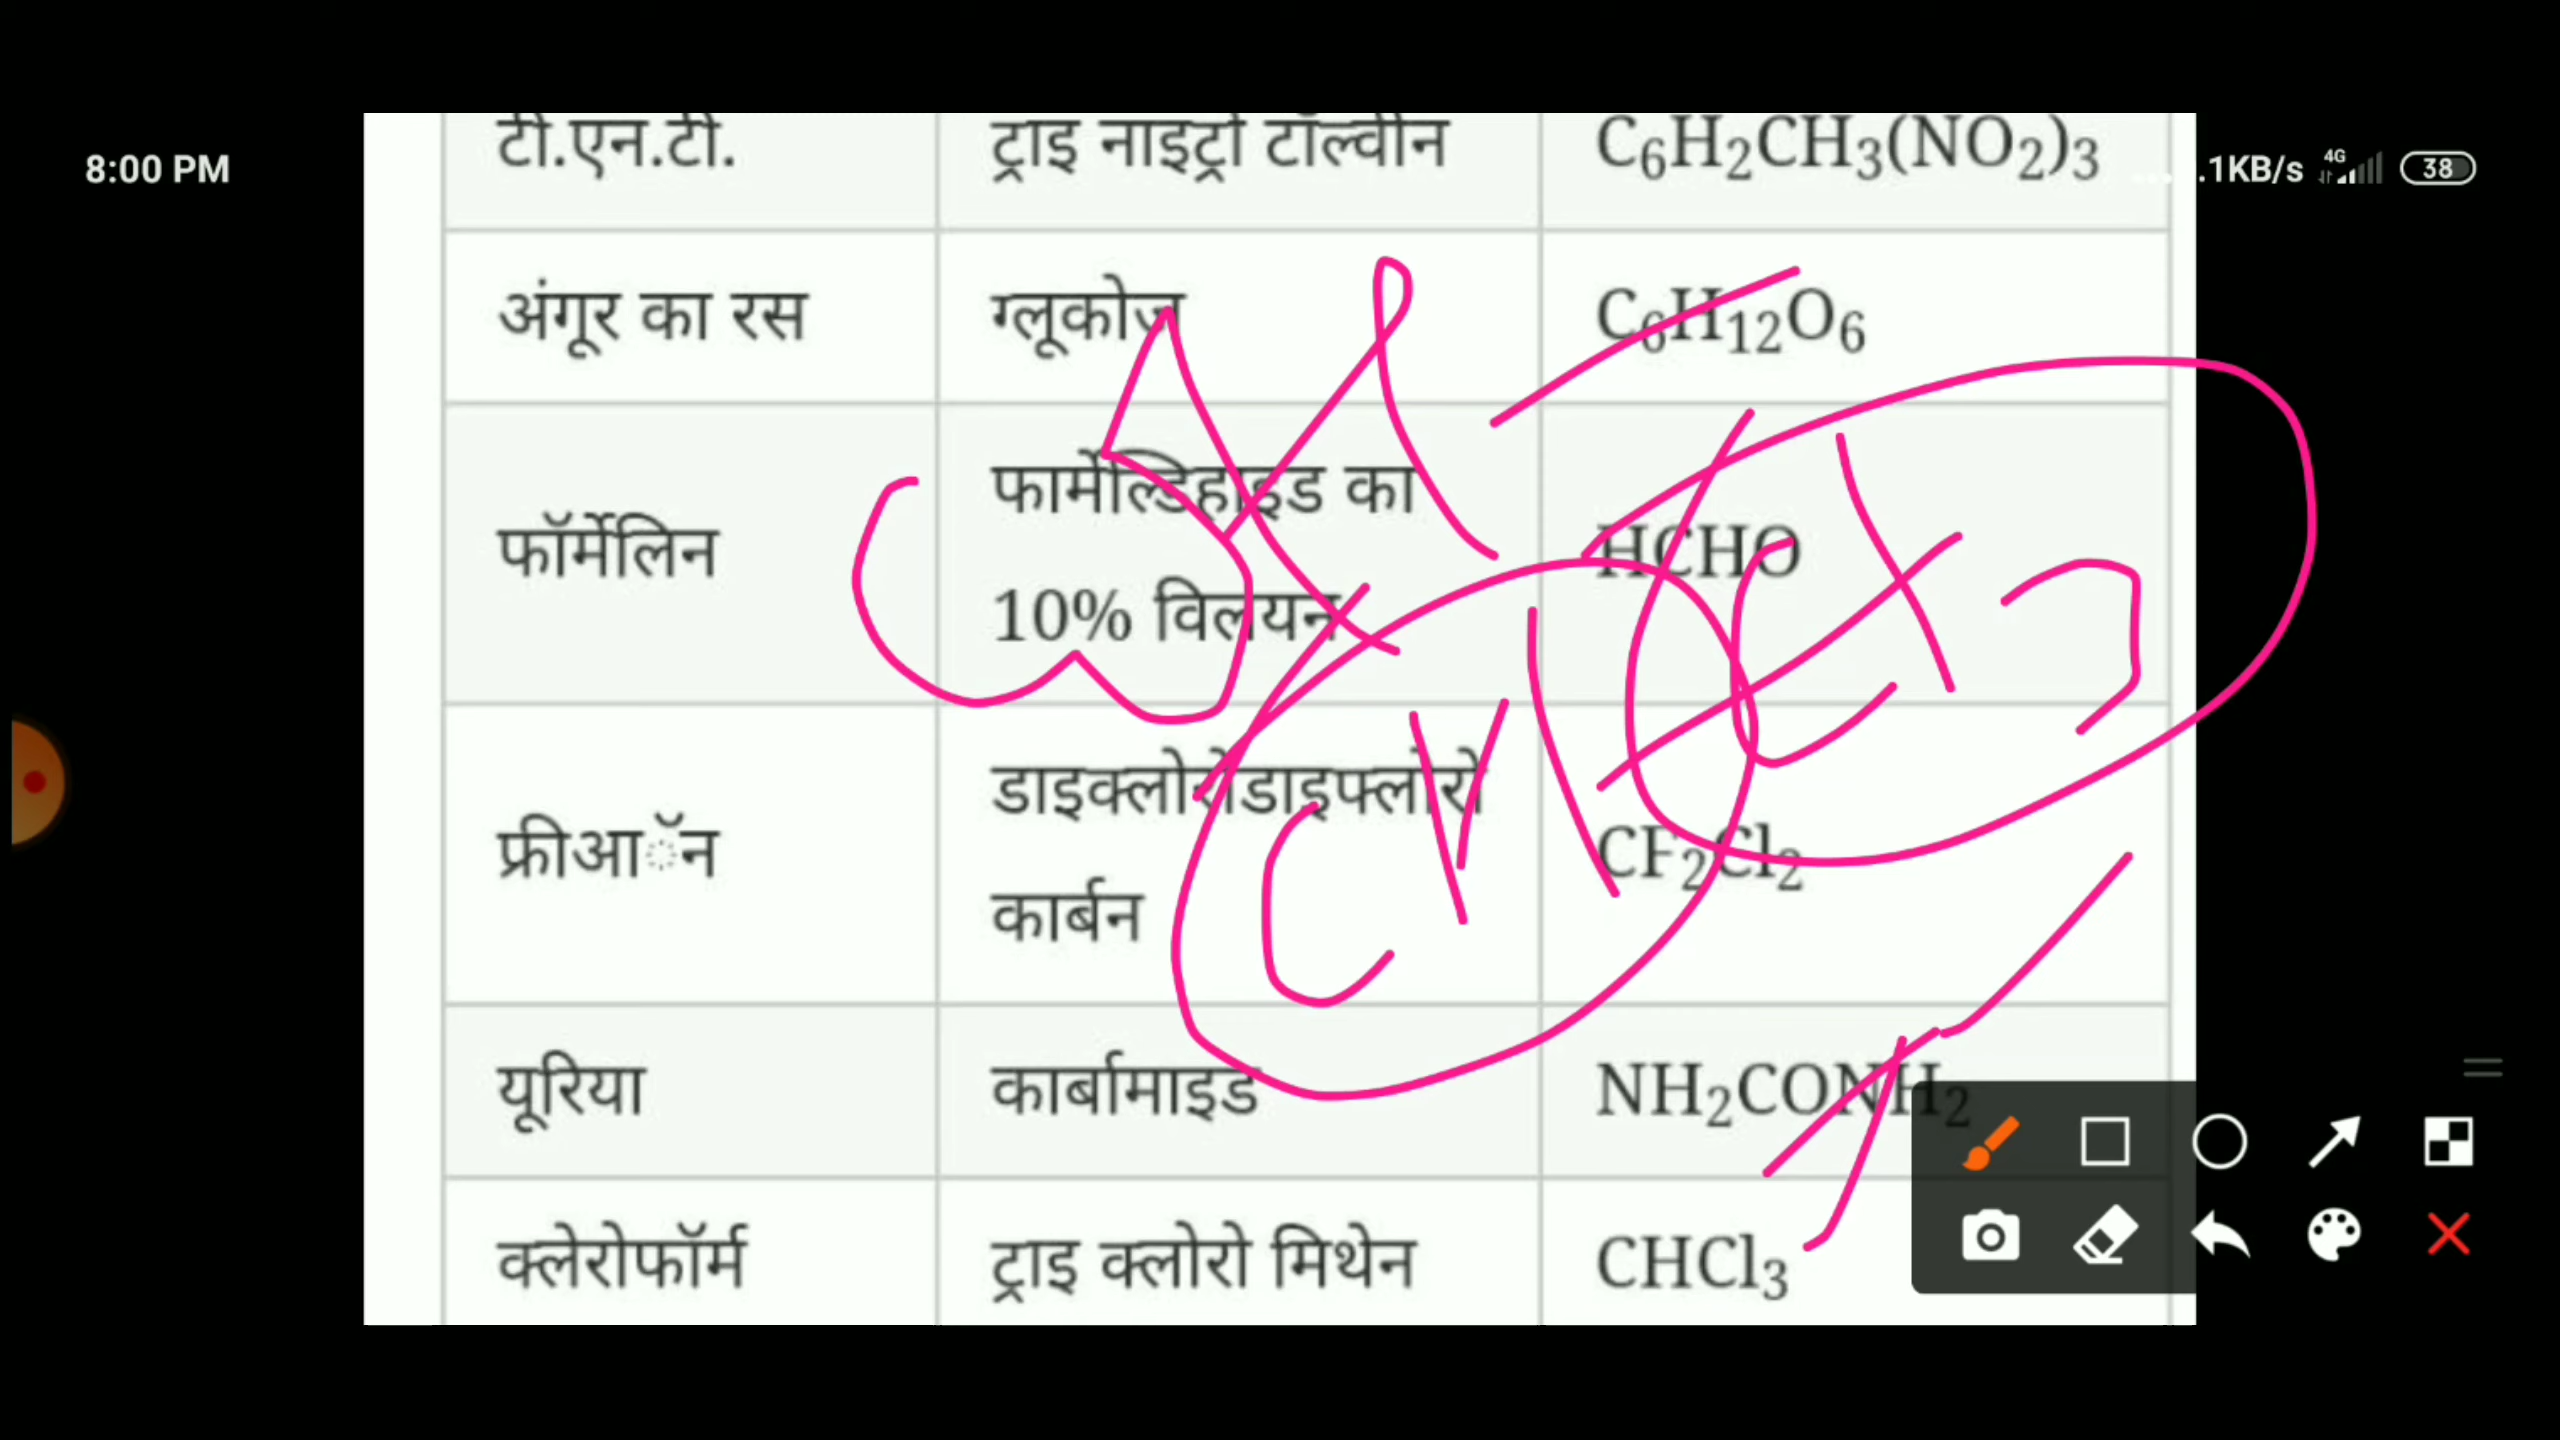 8:00 PM
.1KB/s 4G 38
टी.एन.टी. ट्राइ नाइट्रो टॉल्वीन C6H2CH3(NO2)3
अंगूर का रस ग्लूकोज C6H12O6
फॉर्मेलिन फार्मेल्डिहाइड का
10% विलयन HCHO
फ्रीआॅन डाइक्लोरोडाइफ्लोरो
कार्बन CF2Cl2
यूरिया कार्बामाइड NH2CONH2
क्लेरोफॉर्म ट्राइ क्लोरो मिथेन CHCl3